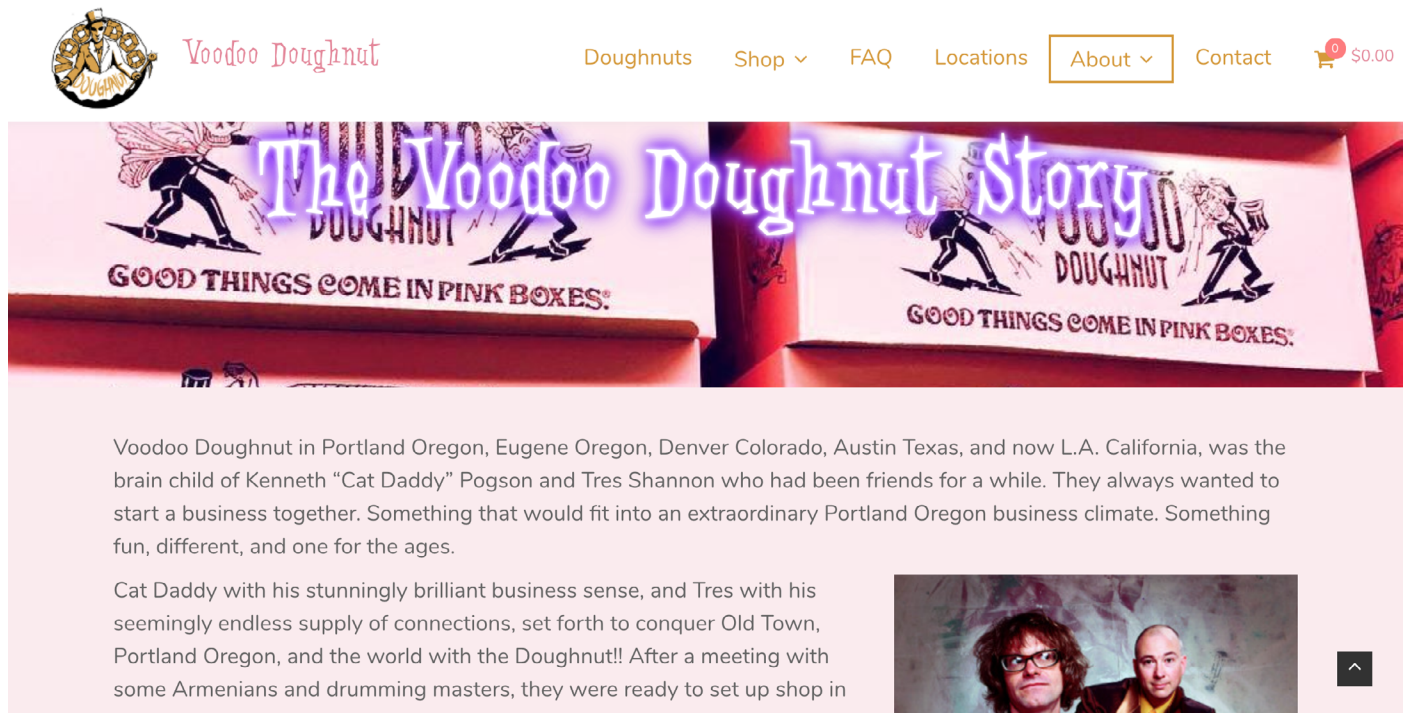 VOODOO
DOUGHNUT
Voodoo Doughnut
Doughnuts
Shop
FAQ
Locations
About
Contact
0
$0.00
The Voodoo Doughnut Story
VOODOO
DOUGHNUT
GOOD THINGS COME IN PINK BOXES.®
VOODOO
DOUGHNUT
GOOD THINGS COME IN PINK BOXES.®
Voodoo Doughnut in Portland Oregon, Eugene Oregon, Denver Colorado, Austin Texas, and now L.A. California, was the
brain child of Kenneth “Cat Daddy” Pogson and Tres Shannon who had been friends for a while. They always wanted to
start a business together. Something that would fit into an extraordinary Portland Oregon business climate. Something
fun, different, and one for the ages.
Cat Daddy with his stunningly brilliant business sense, and Tres with his
seemingly endless supply of connections, set forth to conquer Old Town,
Portland Oregon, and the world with the Doughnut!! After a meeting with
some Armenians and drumming masters, they were ready to set up shop in